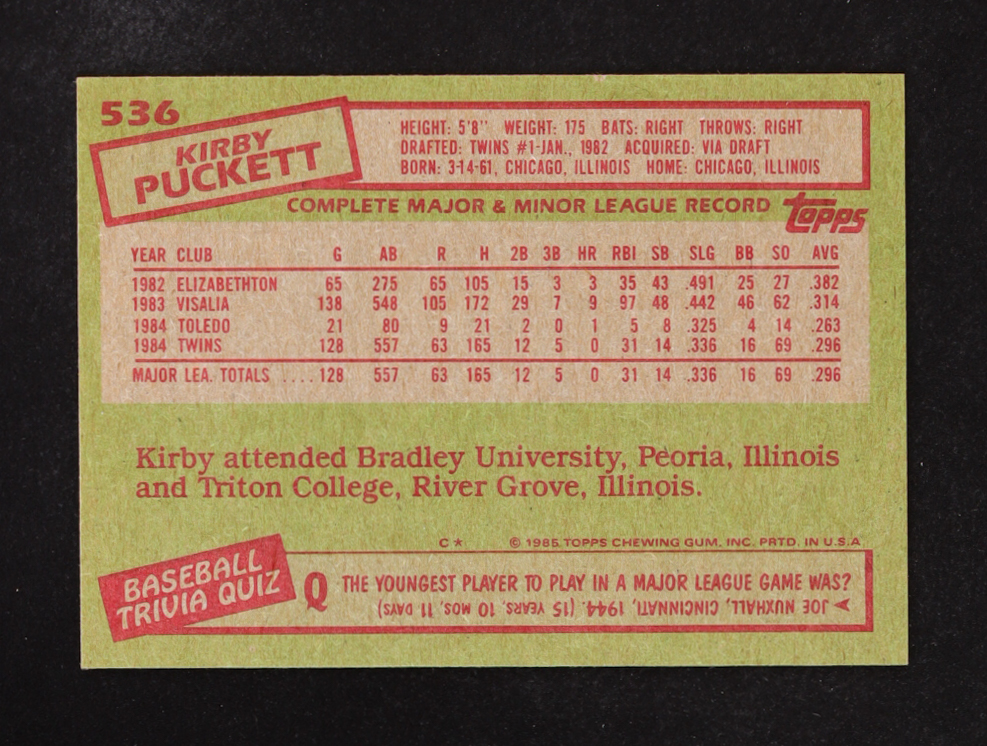 536
KIRBY
PUCKETT
HEIGHT: 5'8" WEIGHT: 175 BATS: RIGHT THROWS: RIGHT
DRAFTED: TWINS #1-JAN., 1982 ACQUIRED: VIA DRAFT
BORN: 3-14-61, CHICAGO, ILLINOIS HOME: CHICAGO, ILLINOIS
COMPLETE MAJOR & MINOR LEAGUE RECORD topps
YEAR CLUB G AB R H 2B 3B HR RBI SB SLG BB SO AVG
1982 ELIZABETHTON 65 275 65 105 15 3 3 35 43 .491 25 27 .382
1983 VISALIA 138 548 105 172 29 7 9 97 48 .442 46 62 .314
1984 TOLEDO 21 80 9 21 2 0 1 5 8 .325 4 14 .263
1984 TWINS 128 557 63 165 12 5 0 31 14 .336 16 69 .296
MAJOR LEA. TOTALS .... 128 557 63 165 12 5 0 31 14 .336 16 69 .296
Kirby attended Bradley University, Peoria, Illinois
and Triton College, River Grove, Illinois.
C* © 1985 TOPPS CHEWING GUM, INC. PRTD. IN U.S.A.
BASEBALL
TRIVIA QUIZ
Q THE YOUNGEST PLAYER TO PLAY IN A MAJOR LEAGUE GAME WAS?
JOE NUXHALL, CINCINNATI, 1944. (15 YEARS, 10 MOS, 11 DAYS)